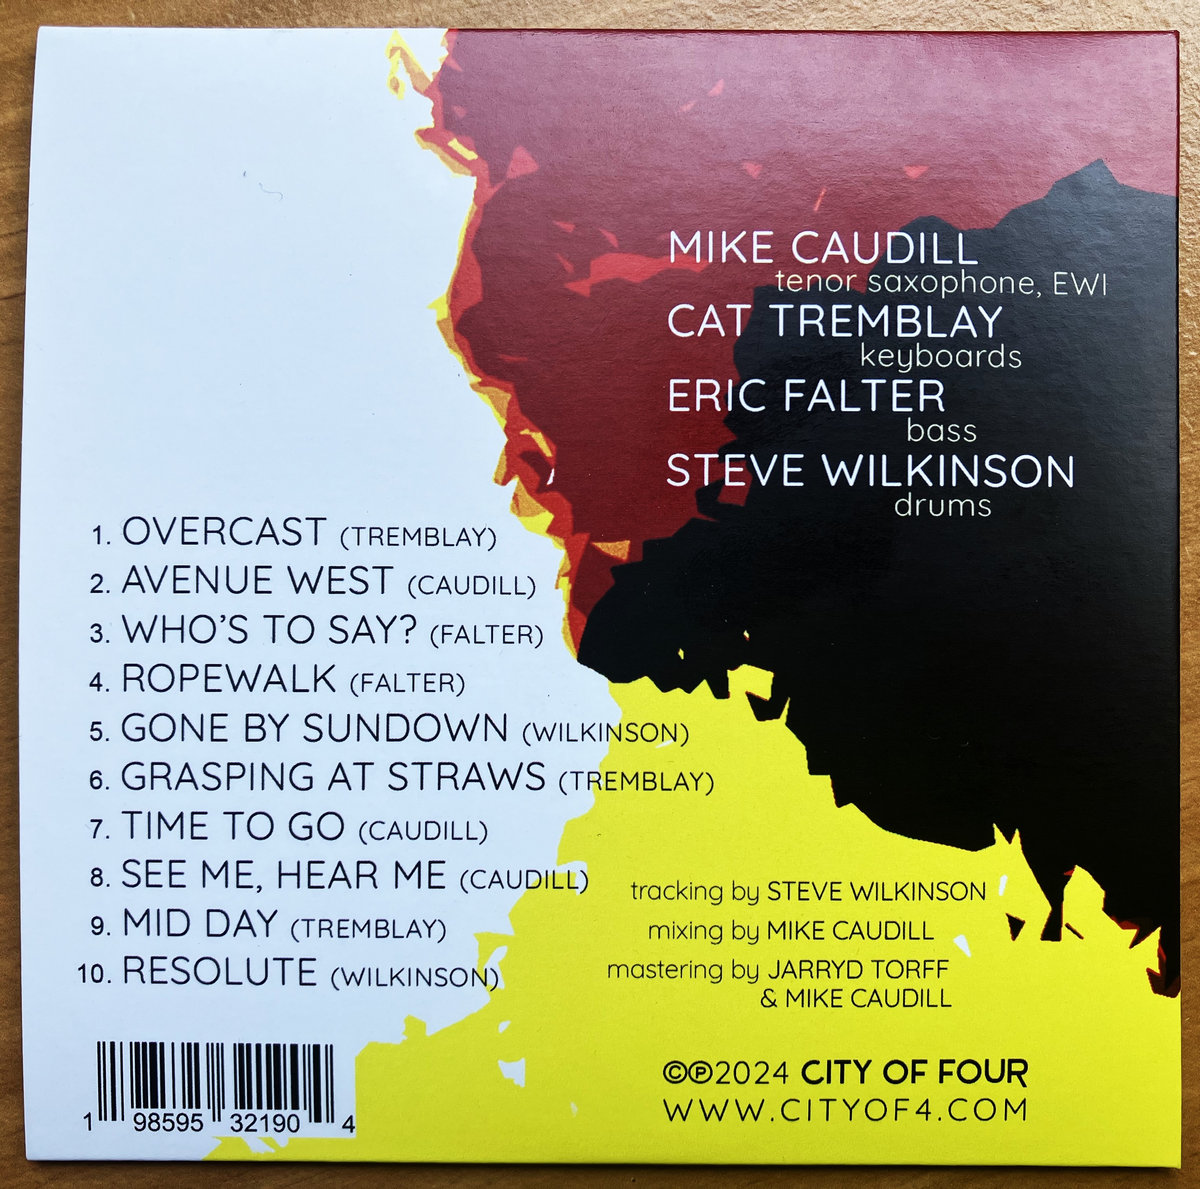 MIKE CAUDILL
tenor saxophone, EWI
CAT TREMBLAY
keyboards
ERIC FALTER
bass
STEVE WILKINSON
drums
1. OVERCAST (TREMBLAY)
2. AVENUE WEST (CAUDILL)
3. WHO'S TO SAY? (FALTER)
4. ROPEWALK (FALTER)
5. GONE BY SUNDOWN (WILKINSON)
6. GRASPING AT STRAWS (TREMBLAY)
7. TIME TO GO (CAUDILL)
8. SEE ME, HEAR ME (CAUDILL)
9. MID DAY (TREMBLAY)
10. RESOLUTE (WILKINSON)
tracking by STEVE WILKINSON
mixing by MIKE CAUDILL
mastering by JARRYD TORFF
& MIKE CAUDILL
©℗2024 CITY OF FOUR
WWW.CITYOF4.COM
1 98595 32190 4